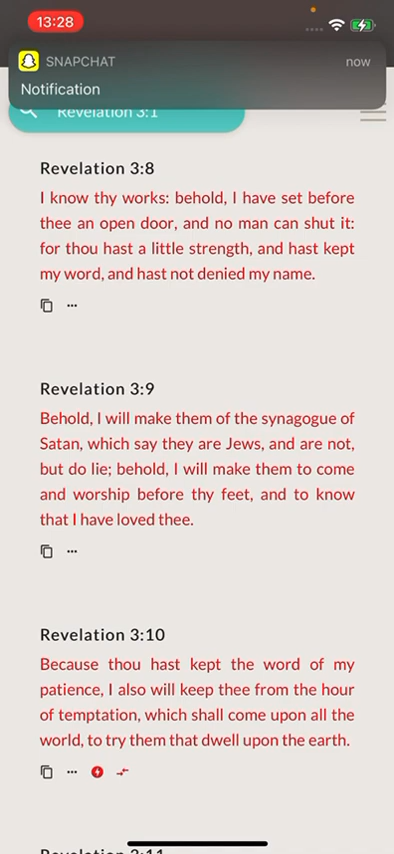 13:28
SNAPCHAT now
Notification
Revelation 3:1
Revelation 3:8
I know thy works: behold, I have set before
thee an open door, and no man can shut it:
for thou hast a little strength, and hast kept
my word, and hast not denied my name.
Revelation 3:9
Behold, I will make them of the synagogue of
Satan, which say they are Jews, and are not,
but do lie; behold, I will make them to come
and worship before thy feet, and to know
that I have loved thee.
Revelation 3:10
Because thou hast kept the word of my
patience, I also will keep thee from the hour
of temptation, which shall come upon all the
world, to try them that dwell upon the earth.
Revelation 3:11